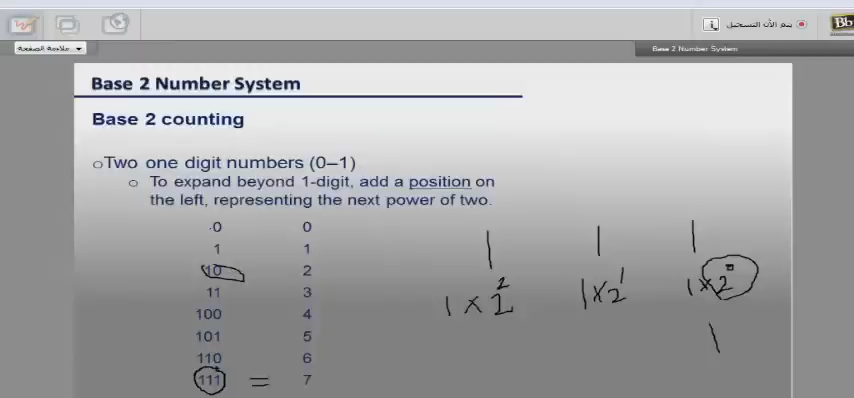 يتم الآن التسجيل
Bb
ملاءمة الصفحة
Base 2 Number System
Base 2 Number System
Base 2 counting
Two one digit numbers (0–1)
To expand beyond 1-digit, add a position on
the left, representing the next power of two.
0 0
1 1
10 2
11 3
100 4
101 5
110 6
111 = 7
1 1 1
1 × 2² 1 × 2¹ 1 × 2⁰
1